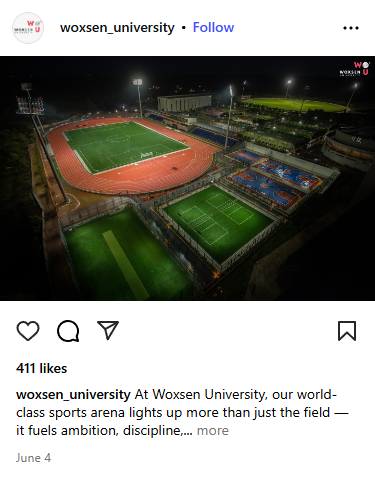 woxsen_university • Follow
WOXSEN U
411 likes
woxsen_university At Woxsen University, our world-
class sports arena lights up more than just the field —
it fuels ambition, discipline,... more
June 4